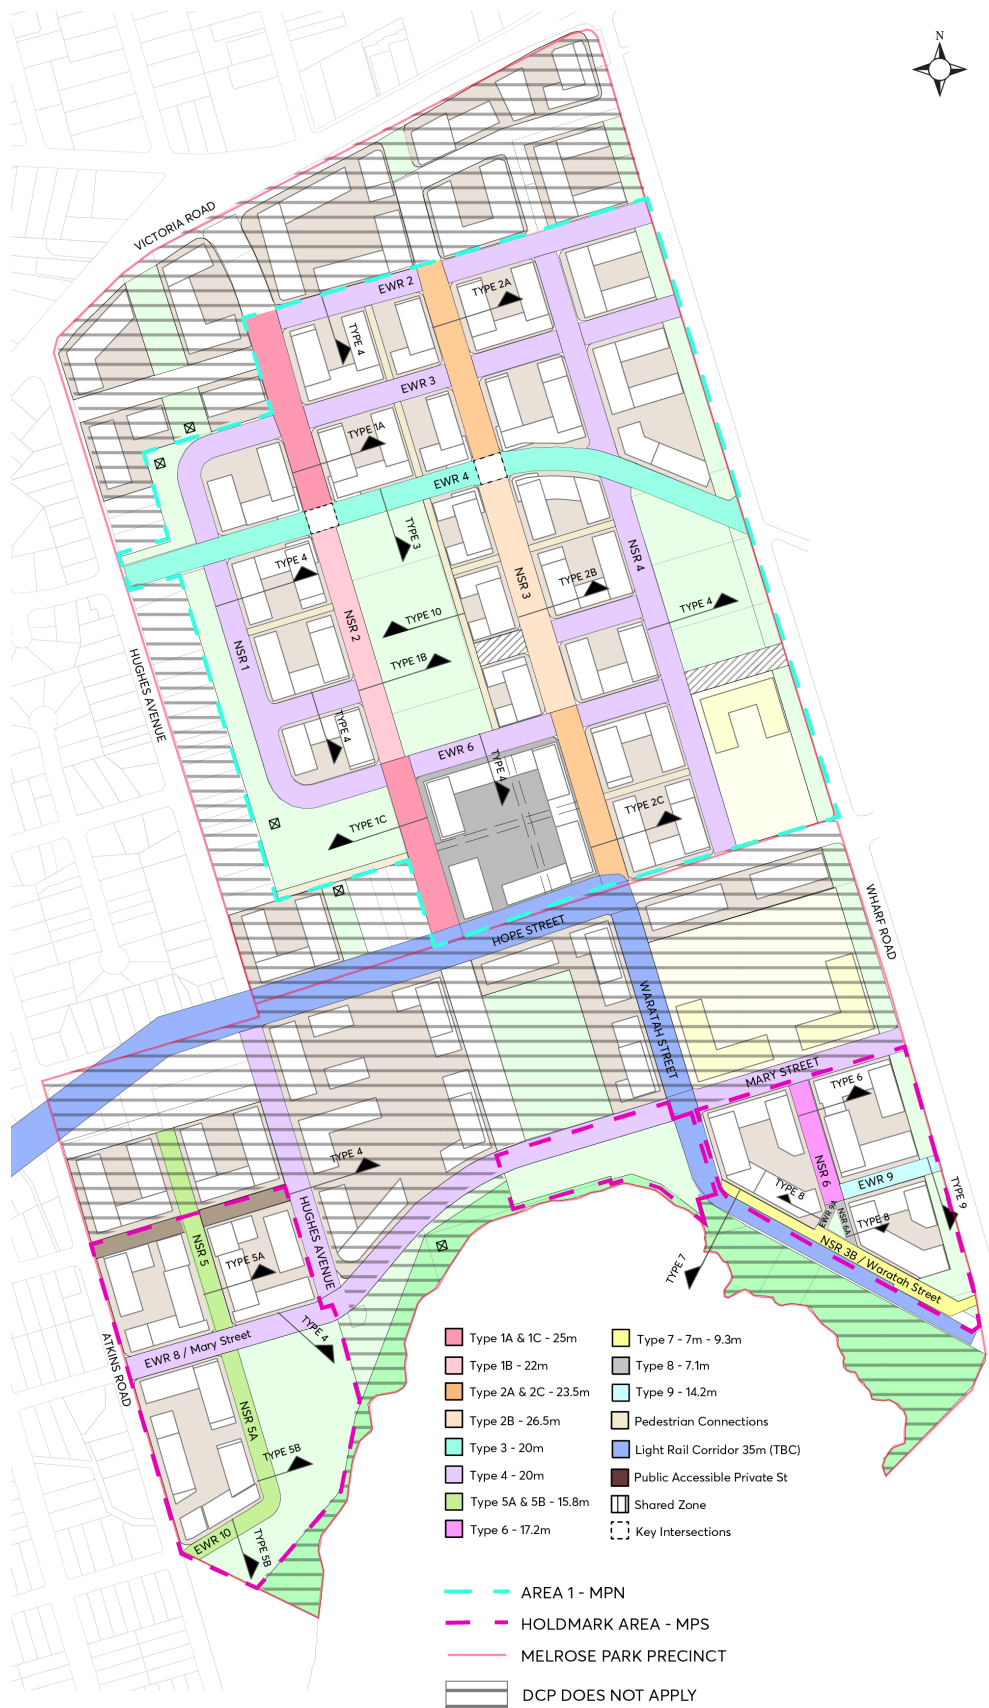 N
VICTORIA ROAD
EWR 2
TYPE 2A
TYPE 4
EWR 3
TYPE 1A
EWR 4
TYPE 3
TYPE 4
NSR 3
NSR 4
TYPE 2B
TYPE 4
NSR 2
TYPE 10
NSR 1
TYPE 1B
HUGHES AVENUE
TYPE 4
EWR 6
TYPE 4
TYPE 2C
TYPE 1C
HOPE STREET
WHARF ROAD
WARATAH STREET
MARY STREET
TYPE 6
TYPE 4
NSR 6
EWR 9
TYPE 8
TYPE 9
HUGHES AVENUE
EWR 9A
NSR 6A
TYPE 8
NSR 5
TYPE 5A
TYPE 7
NSR 3B / Waratah Street
TYPE 4
EWR 8 / Mary Street
ATKINS ROAD
NSR 5A
TYPE 5B
EWR 10
TYPE 5B
Type 1A & 1C - 25m
Type 1B - 22m
Type 2A & 2C - 23.5m
Type 2B - 26.5m
Type 3 - 20m
Type 4 - 20m
Type 5A & 5B - 15.8m
Type 6 - 17.2m
Type 7 - 7m - 9.3m
Type 8 - 7.1m
Type 9 - 14.2m
Pedestrian Connections
Light Rail Corridor 35m (TBC)
Public Accessible Private St
Shared Zone
Key Intersections
AREA 1 - MPN
HOLDMARK AREA - MPS
MELROSE PARK PRECINCT
DCP DOES NOT APPLY